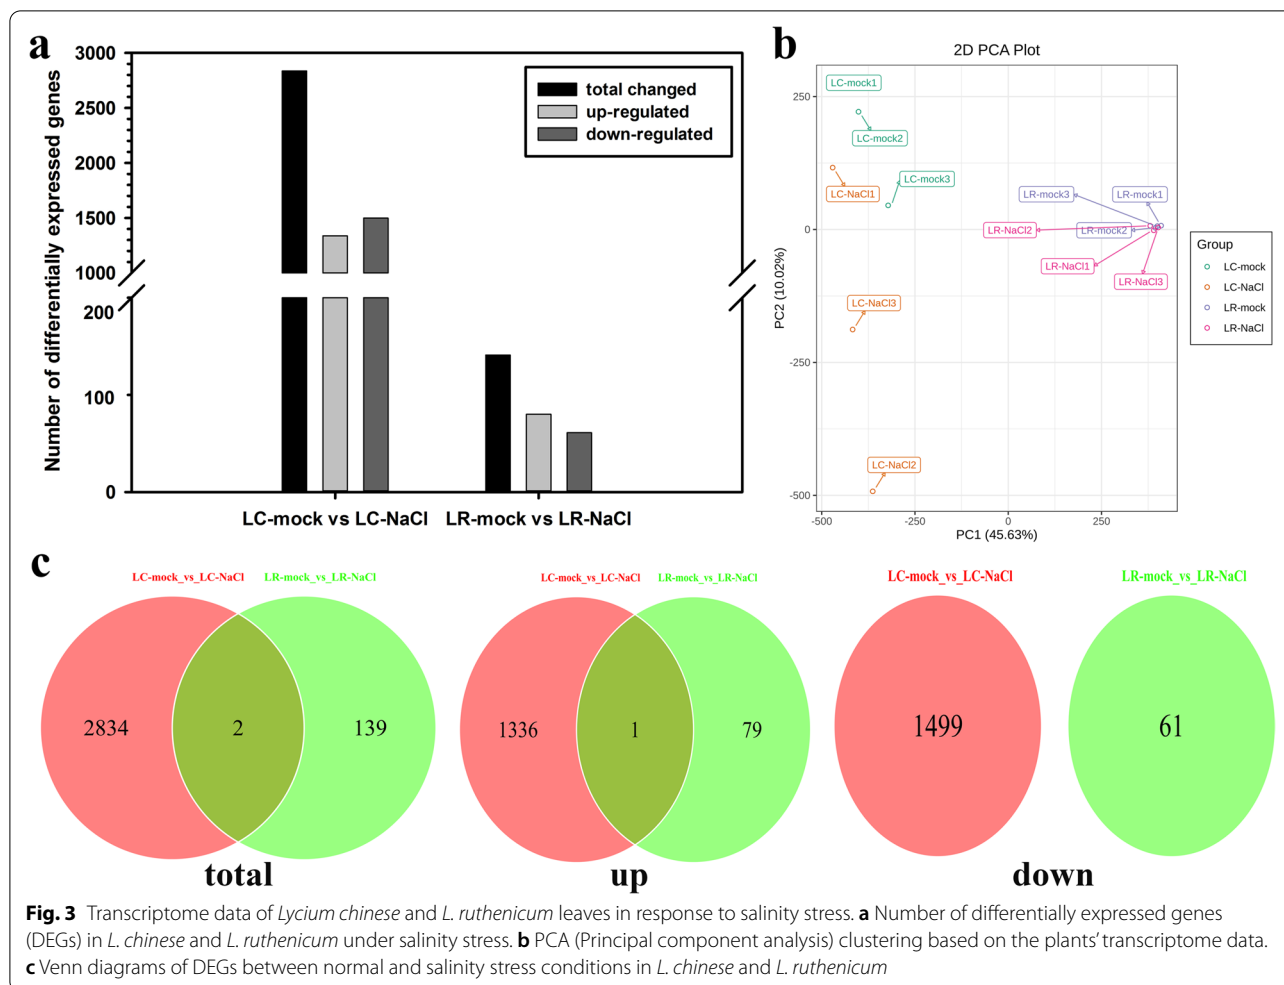 a
3000
2500
2000
1500
1000
200
100
0
Number of differentially expressed genes
total changed
up-regulated
down-regulated
LC-mock vs LC-NaCl
LR-mock vs LR-NaCl
b
2D PCA Plot
250
0
-250
-500
PC2 (10.02%)
LC-mock1
LC-mock2
LC-NaCl1
LC-mock3
LR-mock3
LR-mock1
LR-NaCl2
LR-mock2
LR-NaCl1
LR-NaCl3
LC-NaCl3
LC-NaCl2
-500
-250
0
250
PC1 (45.63%)
Group
LC-mock
LC-NaCl
LR-mock
LR-NaCl
c
LC-mock_vs_LC-NaCl
LR-mock_vs_LR-NaCl
2834
2
139
total
LC-mock_vs_LC-NaCl
LR-mock_vs_LR-NaCl
1336
1
79
up
LC-mock_vs_LC-NaCl
LR-mock_vs_LR-NaCl
1499
61
down
Fig. 3 Transcriptome data of Lycium chinese and L. ruthenicum leaves in response to salinity stress. a Number of differentially expressed genes
(DEGs) in L. chinese and L. ruthenicum under salinity stress. b PCA (Principal component analysis) clustering based on the plants' transcriptome data.
c Venn diagrams of DEGs between normal and salinity stress conditions in L. chinese and L. ruthenicum